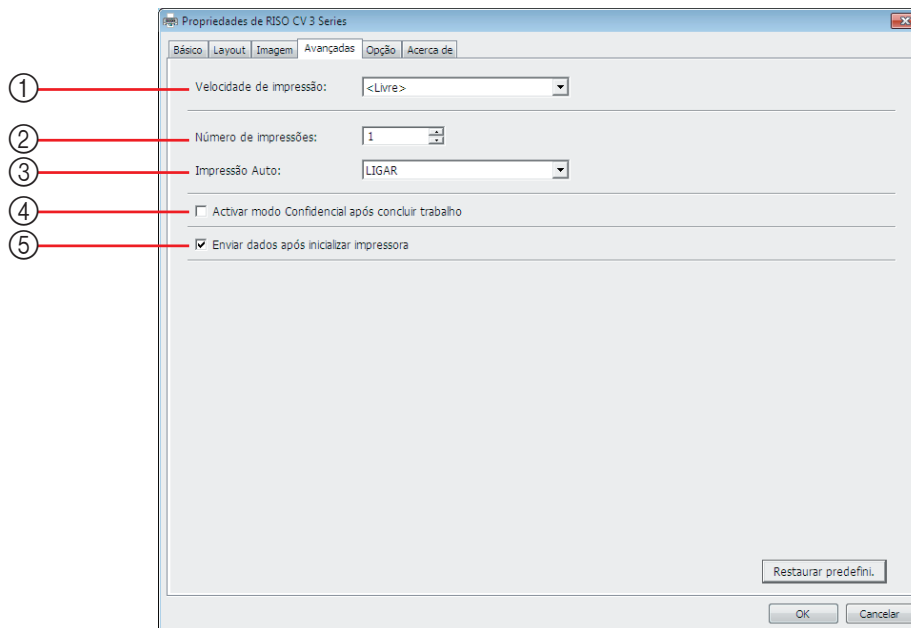 Propriedades de RISO CV 3 Series
Básico Layout Imagem Avançadas Opção Acerca de
① Velocidade de impressão: <Livre>
② Número de impressões: 1
③ Impressão Auto: LIGAR
④ Activar modo Confidencial após concluir trabalho
⑤ Enviar dados após inicializar impressora
Restaurar predefini.
OK Cancelar